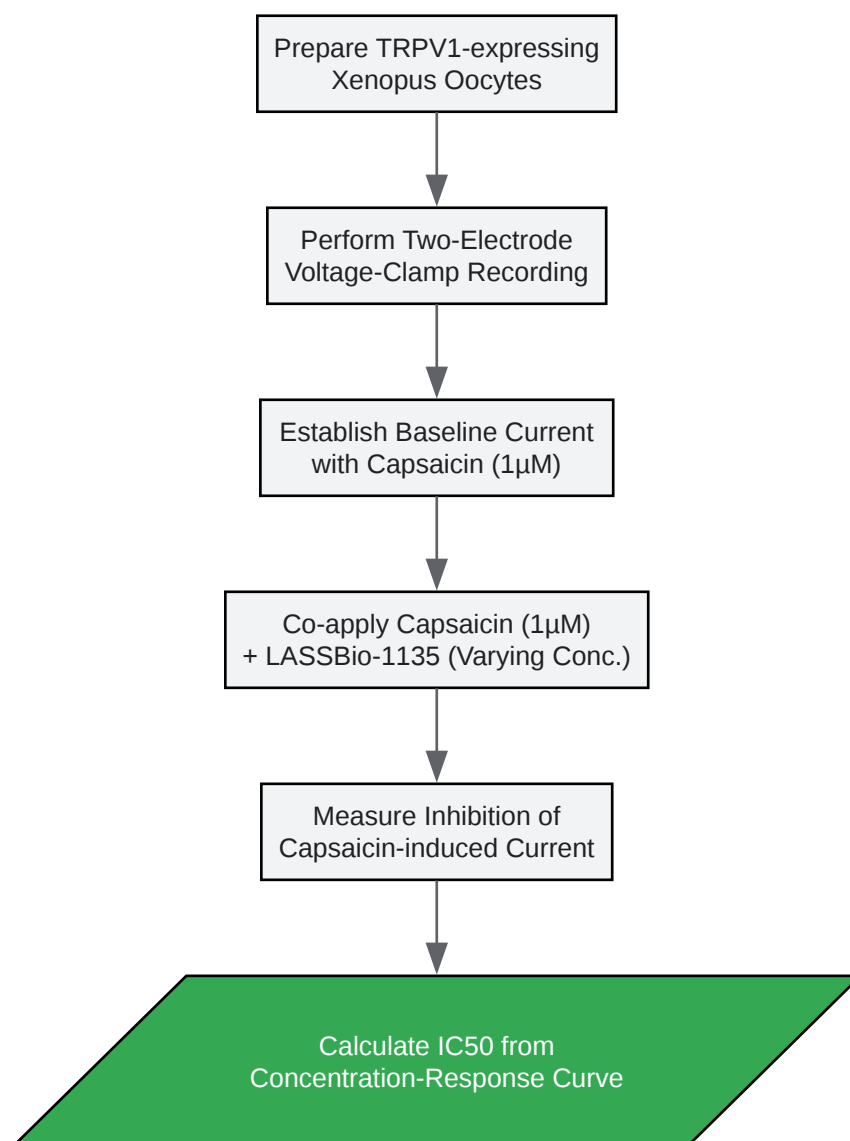 Prepare TRPV1-expressing
Xenopus Oocytes
Perform Two-Electrode
Voltage-Clamp Recording
Establish Baseline Current
with Capsaicin (1µM)
Co-apply Capsaicin (1µM)
+ LASSBio-1135 (Varying Conc.)
Measure Inhibition of
Capsaicin-induced Current
Calculate IC50 from
Concentration-Response Curve